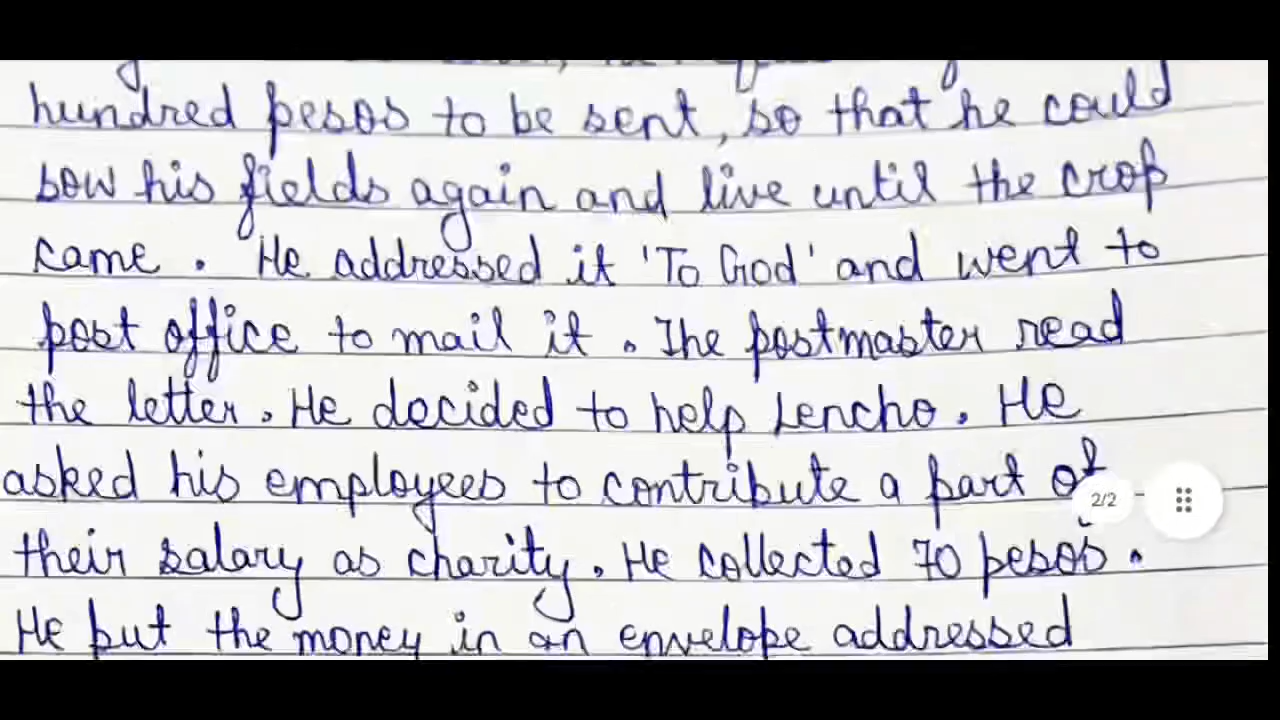 hundred pesos to be sent, so that he could
sow his fields again and live until the crop
came. He addressed it 'To God' and went to
post office to mail it. The postmaster read
the letter. He decided to help Lencho. He
asked his employees to contribute a part of
2/2
their salary as charity. He collected 70 pesos.
He put the money in an envelope addressed